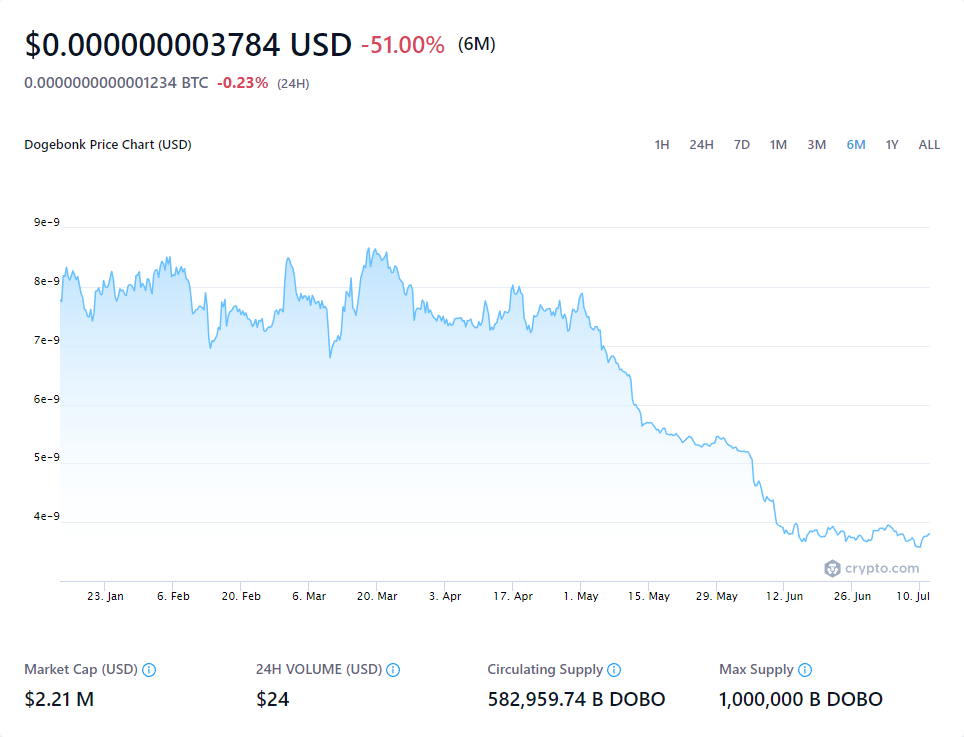 $0.000000003784 USD -51.00% (6M)
0.0000000000001234 BTC -0.23% (24H)
Dogebonk Price Chart (USD) 1H 24H 7D 1M 3M 6M 1Y ALL
9e-9
8e-9
7e-9
6e-9
5e-9
4e-9
crypto.com
23. Jan 6. Feb 20. Feb 6. Mar 20. Mar 3. Apr 17. Apr 1. May 15. May 29. May 12. Jun 26. Jun 10. Jul
Market Cap (USD) 24H VOLUME (USD) Circulating Supply Max Supply
$2.21 M $24 582,959.74 B DOBO 1,000,000 B DOBO